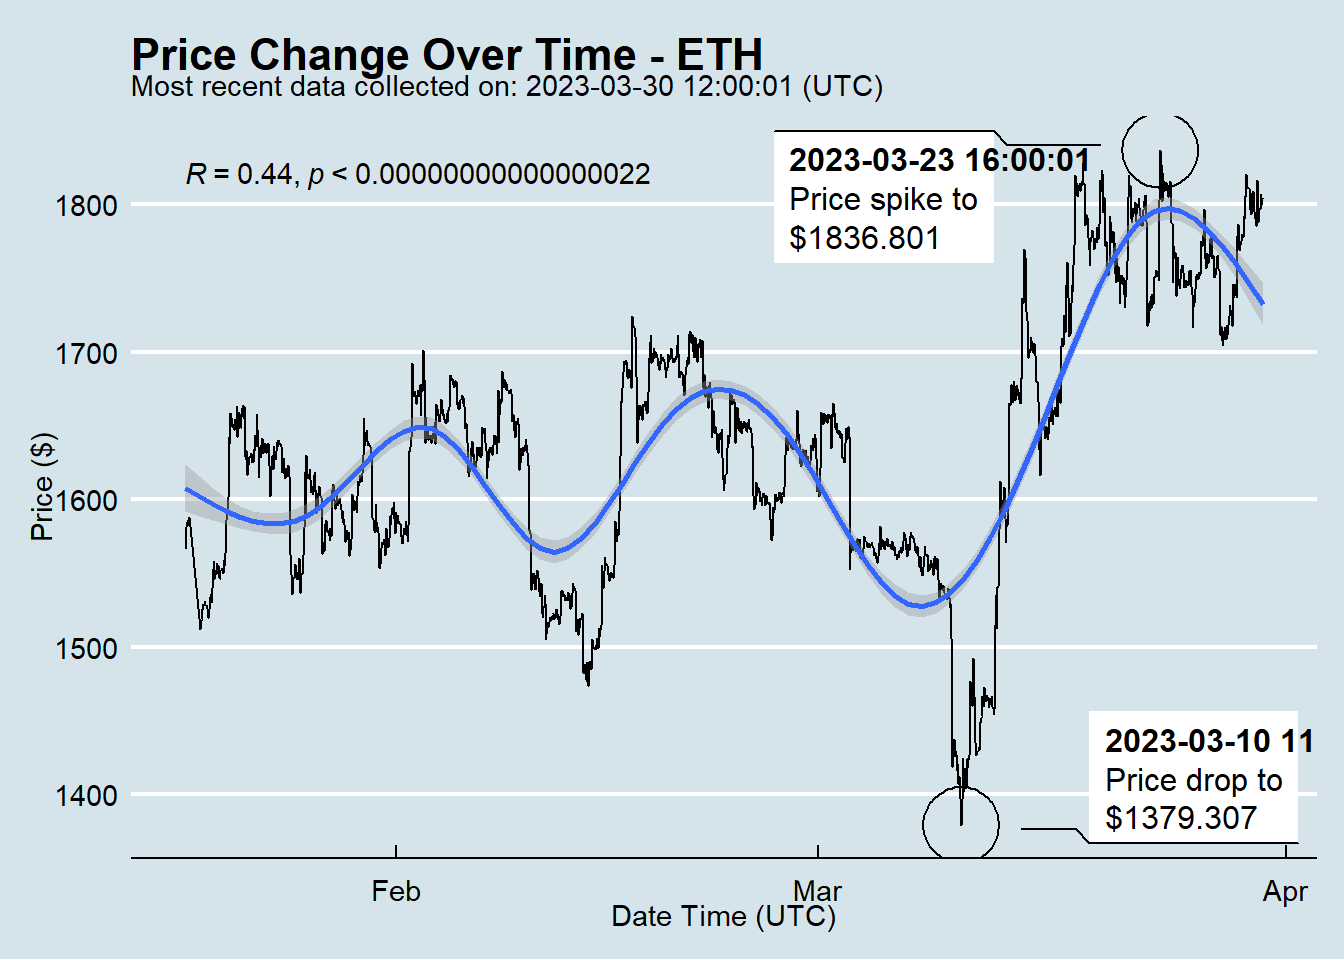 Price Change Over Time - ETH
Most recent data collected on: 2023-03-30 12:00:01 (UTC)
R = 0.44, p < 0.00000000000000022
2023-03-23 16:00:01
Price spike to
$1836.801
2023-03-10 11
Price drop to
$1379.307
Price ($)
1800
1700
1600
1500
1400
Feb
Mar
Apr
Date Time (UTC)